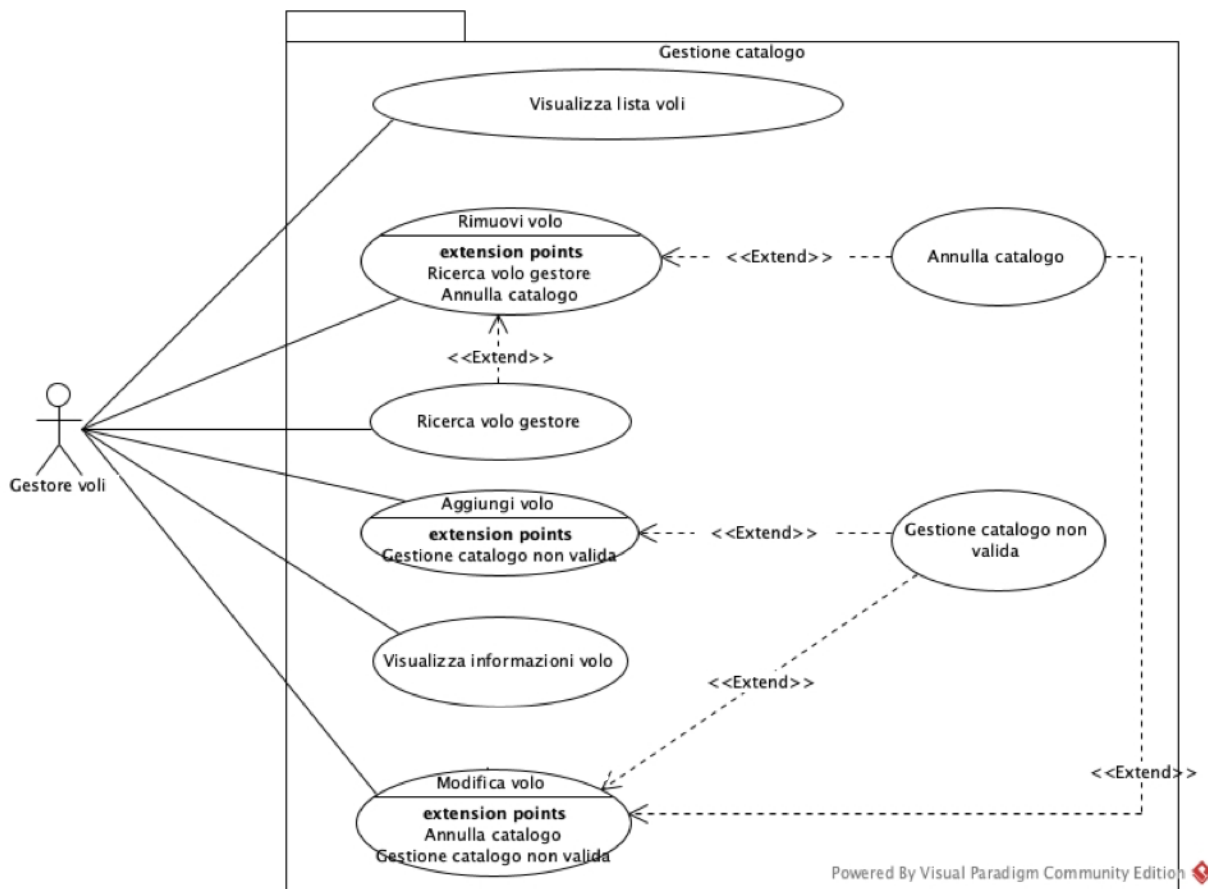 Gestione catalogo
Visualizza lista voli
Rimuovi volo
extension points
Ricerca volo gestore
Annulla catalogo
<<Extend>>
Annulla catalogo
<<Extend>>
Ricerca volo gestore
Gestore voli
Aggiungi volo
extension points
Gestione catalogo non valida
<<Extend>>
Gestione catalogo non
valida
Visualizza informazioni volo
<<Extend>>
<<Extend>>
Modifica volo
extension points
Annulla catalogo
Gestione catalogo non valida
Powered By Visual Paradigm Community Edition